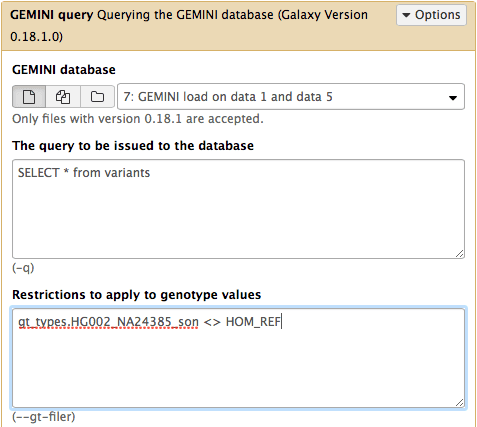 GEMINI query Querying the GEMINI database (Galaxy Version
0.18.1.0)
Options
GEMINI database
7: GEMINI load on data 1 and data 5
Only files with version 0.18.1 are accepted.
The query to be issued to the database
SELECT * from variants
(-q)
Restrictions to apply to genotype values
gt_types.HG002_NA24385_son <> HOM_REF
(--gt-filer)